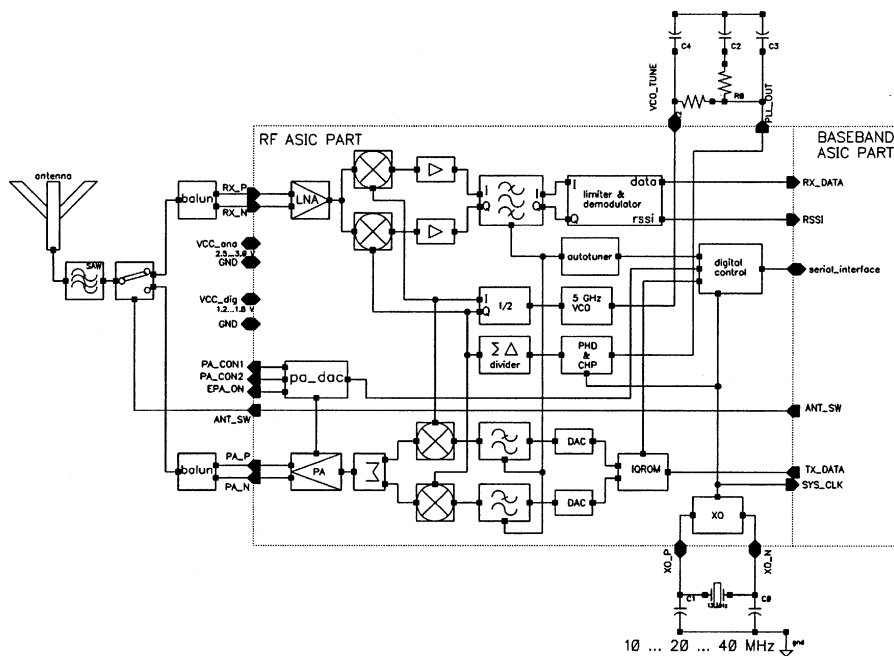 C4
C2
C3
R0
VCO_TUNE
PLL_OUT
RF ASIC PART
BASEBAND
ASIC PART
antenna
SAW
balun
RX_P
RX_N
LNA
I
Q
I
Q
I
Q
limiter &
demodulator
data
rssi
RX_DATA
RSSI
VCC_ana
2.5...3.0 V
GND
VCC_dig
1.2...1.8 V
GND
autotuner
digital
control
serial_interface
I
Q
1/2
5 GHz
VCO
Σ Δ
divider
PHD
&
CHP
PA_CON1
PA_CON2
EPA_ON
pa_dac
ANT_SW
ANT_SW
balun
PA_P
PA_N
PA
Σ
DAC
DAC
IQROM
TX_DATA
SYS_CLK
XO
XO_P
XO_N
C1
C0
gnd
10 ... 20 ... 40 MHz